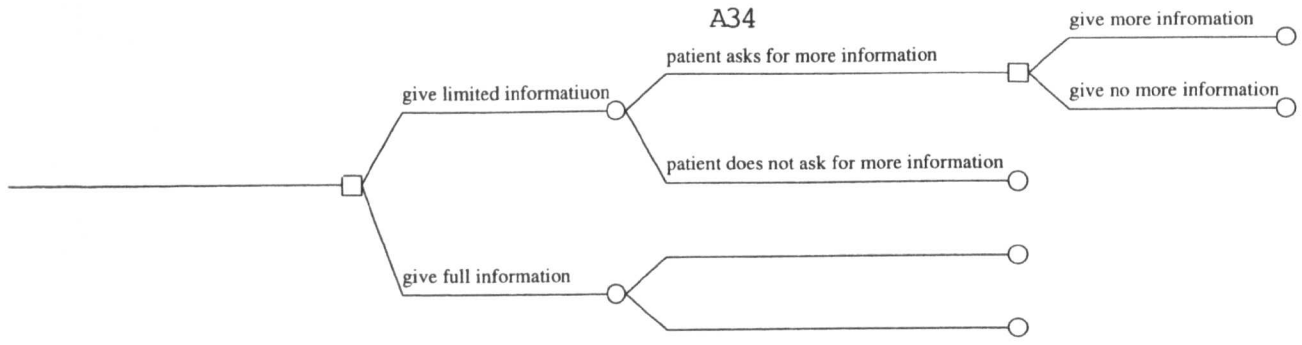 A34
give more infromation
patient asks for more information
give limited informatiuon
give no more information
patient does not ask for more information
give full information